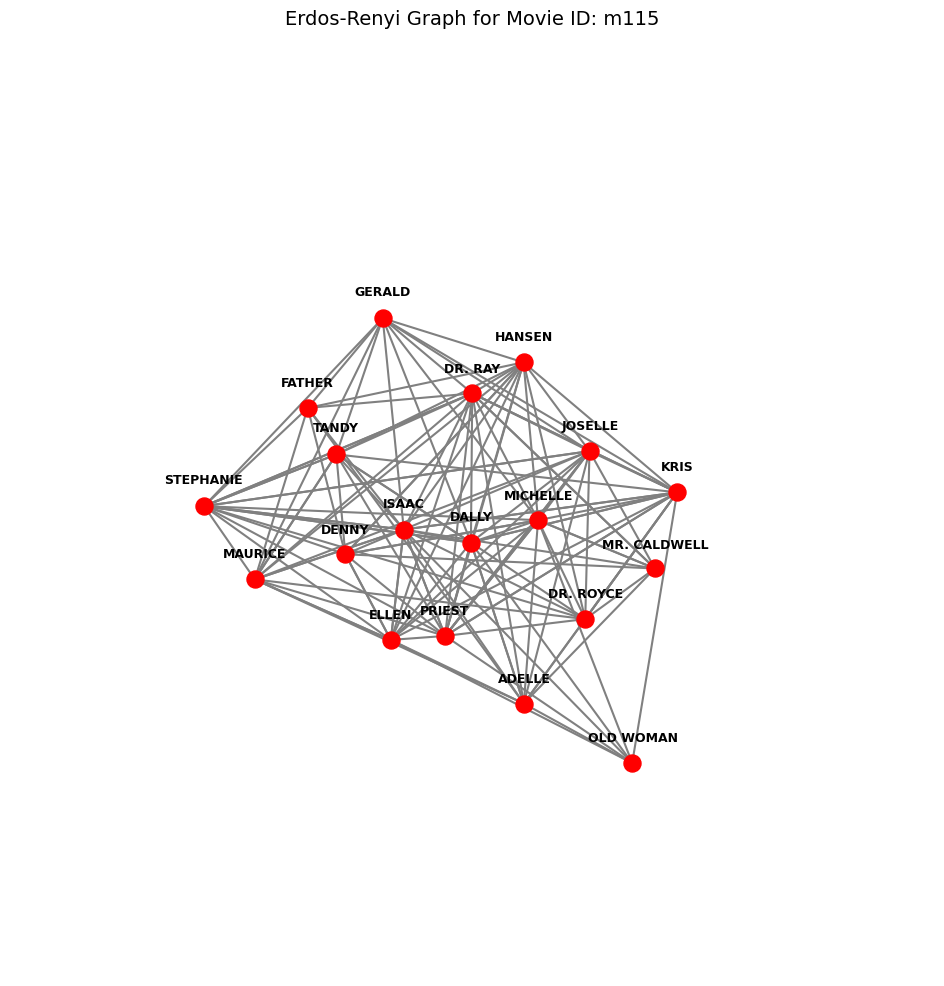 Erdos-Renyi Graph for Movie ID: m115
GERALD
HANSEN
DR. RAY
FATHER
TANDY
JOSELLE
KRIS
STEPHANIE
MICHELLE
ISAAC
DALLY
DENNY
MR. CALDWELL
MAURICE
DR. ROYCE
PRIEST
ELLEN
ADELLE
OLD WOMAN